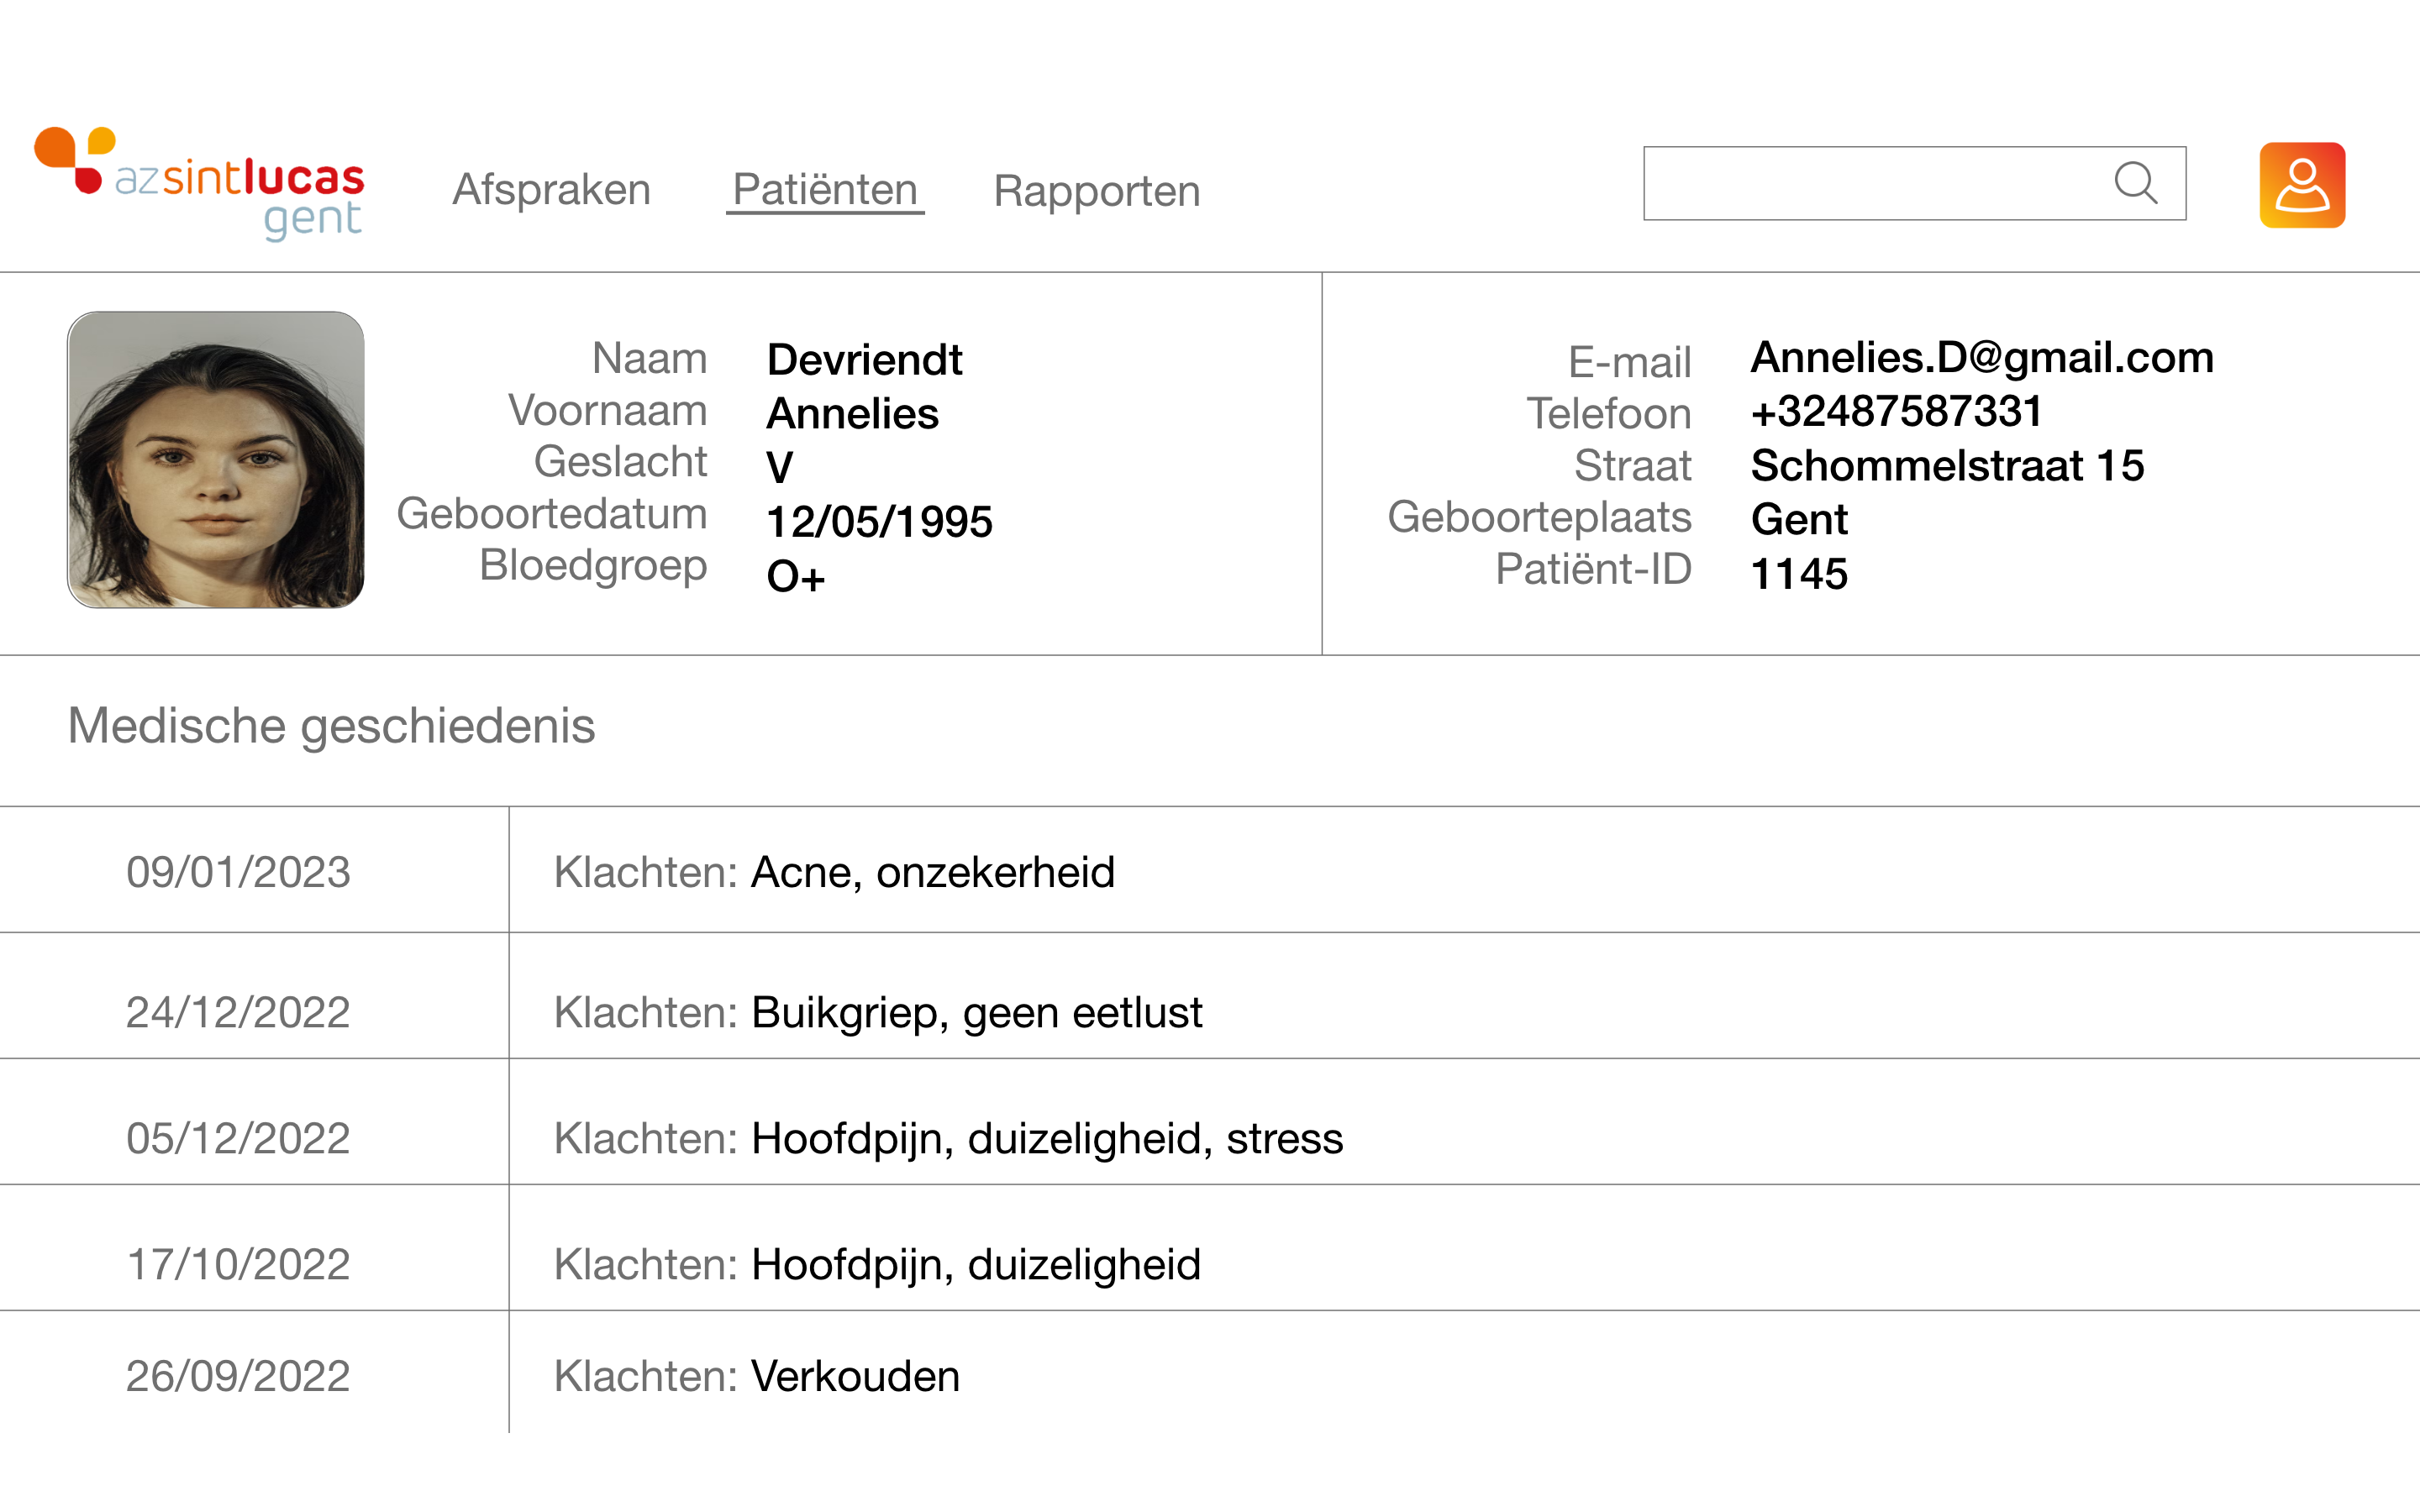 azsintlucas
gent
Afspraken Patiënten Rapporten
Naam Devriendt
Voornaam Annelies
Geslacht V
Geboortedatum 12/05/1995
Bloedgroep O+
E-mail Annelies.D@gmail.com
Telefoon +32487587331
Straat Schommelstraat 15
Geboorteplaats Gent
Patiënt-ID 1145
Medische geschiedenis
09/01/2023 Klachten: Acne, onzekerheid
24/12/2022 Klachten: Buikgriep, geen eetlust
05/12/2022 Klachten: Hoofdpijn, duizeligheid, stress
17/10/2022 Klachten: Hoofdpijn, duizeligheid
26/09/2022 Klachten: Verkouden